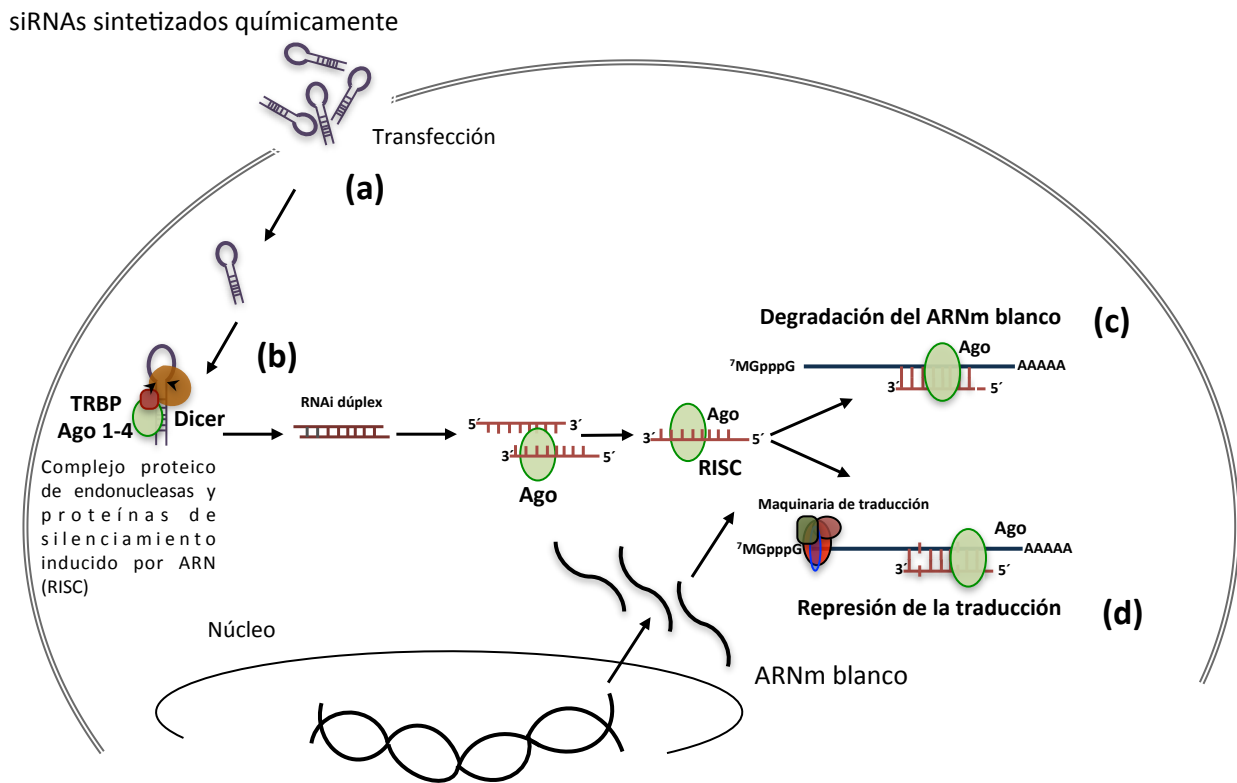 siRNAs sintetizados químicamente
Transfección
(a)
(b)
TRBP
Ago 1-4
Dicer
Complejo proteico
de endonucleasas y
proteínas de
silenciamiento
inducido por ARN
(RISC)
RNAi dúplex
5´ 3´
3´ 5´
Ago
3´ Ago 5´
RISC
Degradación del ARNm blanco
(c)
Ago
⁷MGpppG AAAAA
3´ 5´
Maquinaria de traducción
Ago
⁷MGpppG AAAAA
3´ 5´
Represión de la traducción
(d)
Núcleo
ARNm blanco